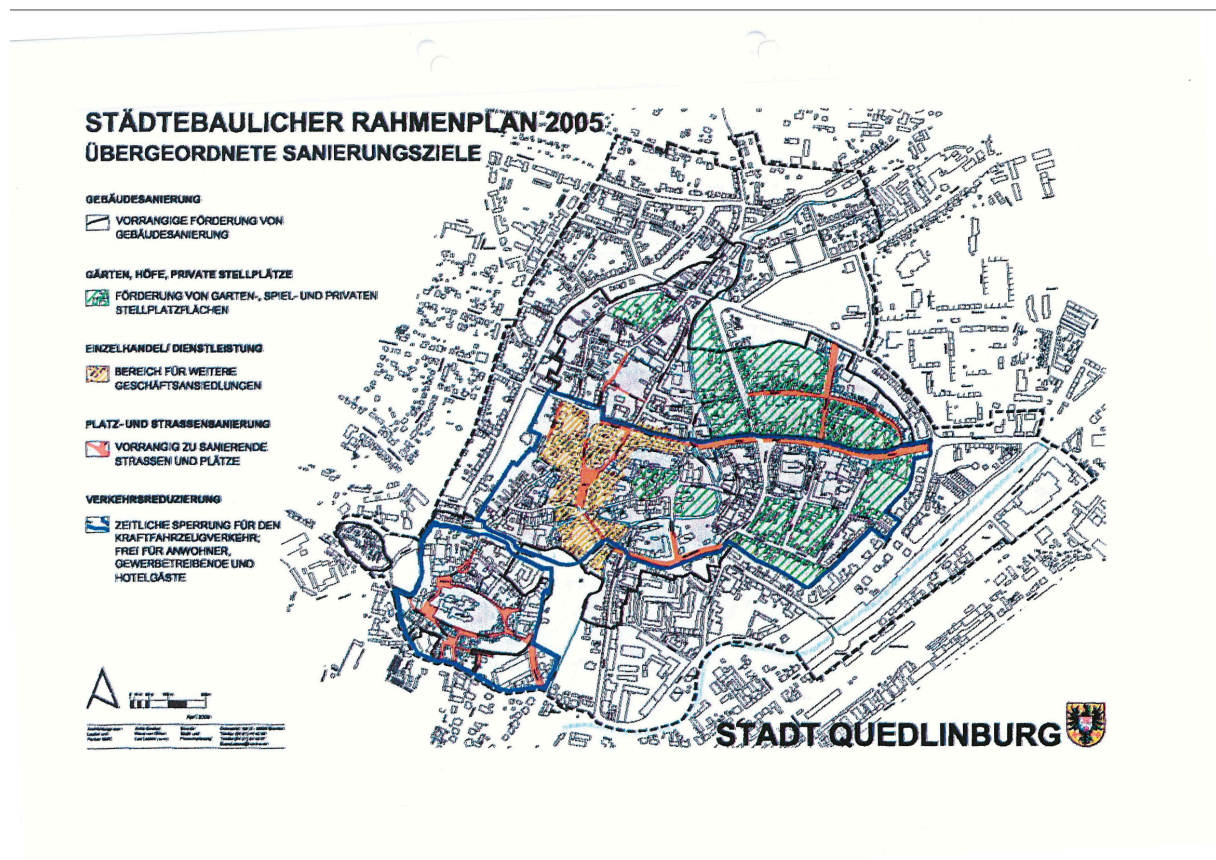 STÄDTEBAULICHER RAHMENPLAN 2005
ÜBERGEORDNETE SANIERUNGSZIELE
GEBÄUDESANIERUNG
VORRANGIGE FÖRDERUNG VON
GEBÄUDESANIERUNG
GÄRTEN, HÖFE, PRIVATE STELLPLÄTZE
FÖRDERUNG VON GARTEN-, SPIEL- UND PRIVATEN
STELLPLATZFLÄCHEN
EINZELHANDEL/ DIENSTLEISTUNG
BEREICH FÜR WEITERE
GESCHÄFTSANSIEDLUNGEN
PLATZ- UND STRASSENSANIERUNG
VORRANGIG ZU SANIERENDE
STRASSEN UND PLÄTZE
VERKEHRSREDUZIERUNG
ZEITLICHE SPERRUNG FÜR DEN
KRAFTFAHRZEUGVERKEHR;
FREI FÜR ANWOHNER,
GEWERBETREIBENDE UND
HOTELGÄSTE
STADT QUEDLINBURG